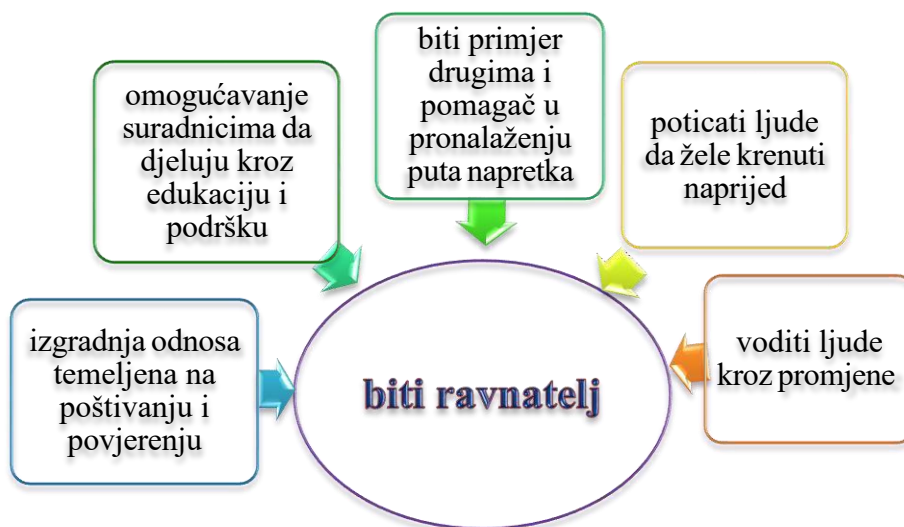 izgradnja odnosa
temeljena na
poštivanju i
povjerenju
omogućavanje
suradnicima da
djeluju kroz
edukaciju i
podršku
biti primjer
drugima i
pomagač u
pronalaženju
puta napretka
poticati ljude
da žele krenuti
naprijed
voditi ljude
kroz promjene
biti ravnatelj